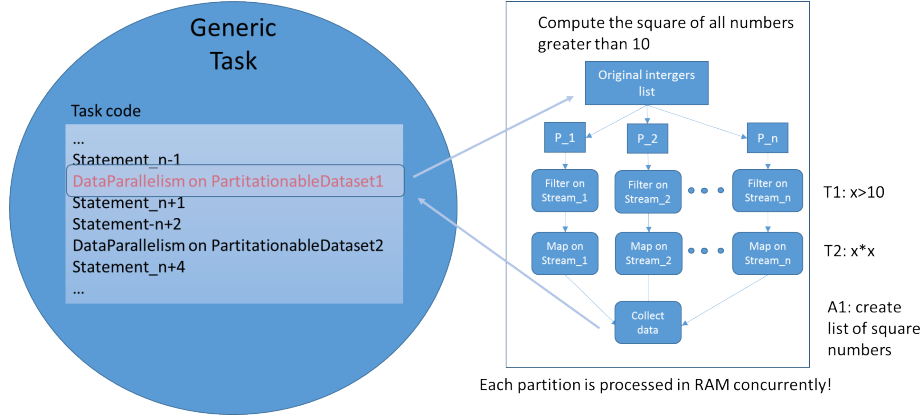 Generic
Task
Task code
...
Statement_n-1
DataParallelism on PartitationableDataset1
Statement_n+1
Statement-n+2
DataParallelism on PartitationableDataset2
Statement_n+4
...
Compute the square of all numbers
greater than 10
Original intergers
list
P_1
P_2
P_n
Filter on
Stream_1
Filter on
Stream_2
Filter on
Stream_n
T1: x>10
Map on
Stream_1
Map on
Stream_2
Map on
Stream_n
T2: x*x
Collect
data
A1: create
list of square
numbers
Each partition is processed in RAM concurrently!